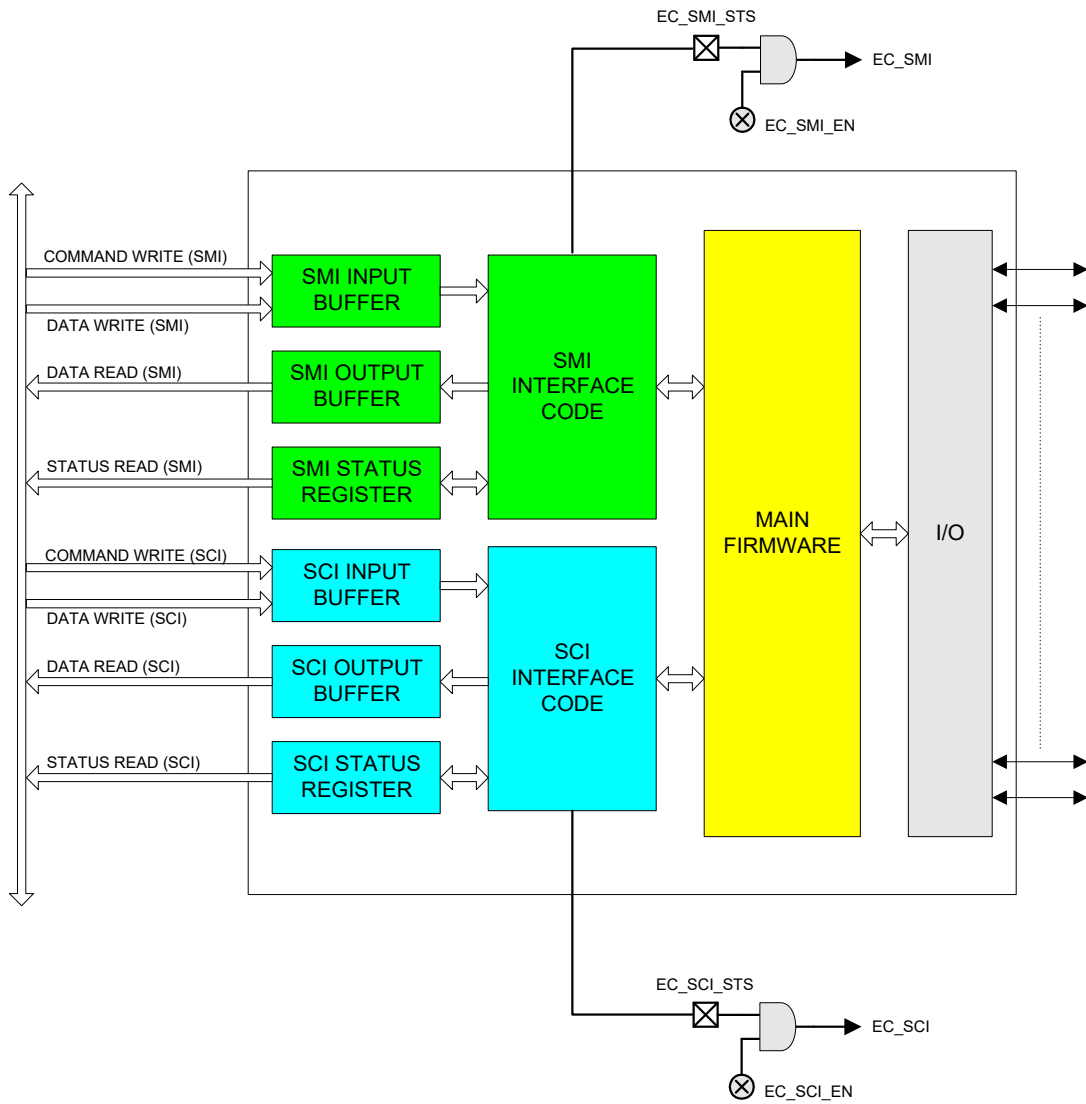 EC_SMI_STS
EC_SMI
EC_SMI_EN
COMMAND WRITE (SMI)
SMI INPUT
BUFFER
DATA WRITE (SMI)
DATA READ (SMI)
SMI OUTPUT
BUFFER
SMI
INTERFACE
CODE
STATUS READ (SMI)
SMI STATUS
REGISTER
MAIN
FIRMWARE
I/O
COMMAND WRITE (SCI)
SCI INPUT
BUFFER
DATA WRITE (SCI)
DATA READ (SCI)
SCI OUTPUT
BUFFER
SCI
INTERFACE
CODE
STATUS READ (SCI)
SCI STATUS
REGISTER
EC_SCI_STS
EC_SCI
EC_SCI_EN